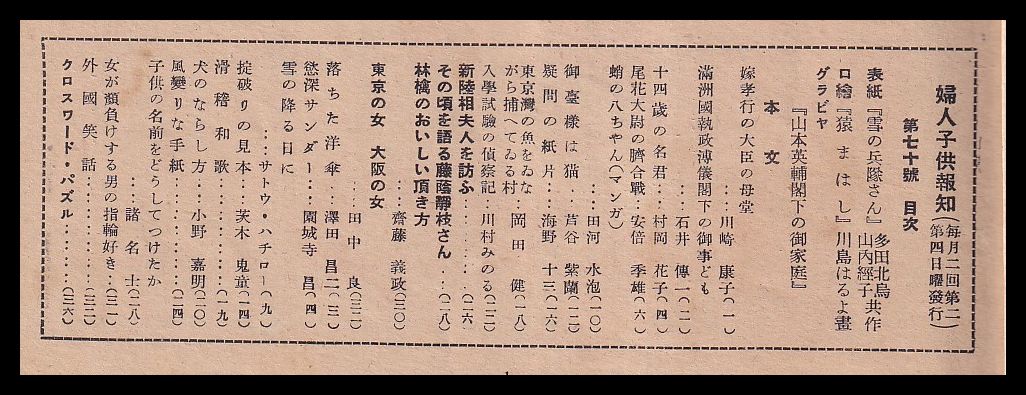 婦人子供報知(每月二回第二第四日曜發行)
第七十號 目次
表紙『雪の兵隊さん』多田北烏山内經子共作
口繪『猿まはし』川島はるよ畫
グラビヤ
『山本英輔閣下の御家庭』
本文
嫁孝行の大臣の母堂
……川崎 康子(一)
滿洲國執政溥儀閣下の御事ども
……石井 傳一(二)
十四歲の名君…村岡 花子(四)
尾花大尉の臍合戰…安倍 季雄(六)
蛸の八ちやん(マンガ)
……田河 水泡(一〇)
御臺様は猫…芦谷 紫蘭(一二)
疑問の紙片…海野 十三(一六)
東京灣の魚をゐながら捕へてゐる村…岡田 健(一八)
入學試驗の偵察記…川村みのる(二二)
新陸相夫人を訪ふ………(二六)
その頃を語る藤蔭靜枝さん(二八)
林檎のおいしい頂き方
……齋藤 義政(三〇)
東京の女 大阪の女
……田中 良(三二)
落ちた洋傘…澤田 昌二(三)
慾深サンダー…園城寺 昌(四)
雪の降る日に
…サトウ・ハチロー(九)
掟破りの見本…茨木 鬼童(一四)
滑稽和歌………(一九)
犬のならし方…小野 嘉明(二〇)
風變りな手紙………(二四)
子供の名前をどうしてつけたか
……諸名士(二八)
女が顏負けする男の指輪好き…(三一)
外國笑話………(三二)
クロスワード・パズル………(三六)